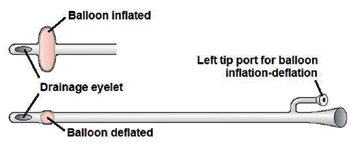 Balloon inflated
Drainage eyelet
Left tip port for balloon
inflation-deflation
Balloon deflated